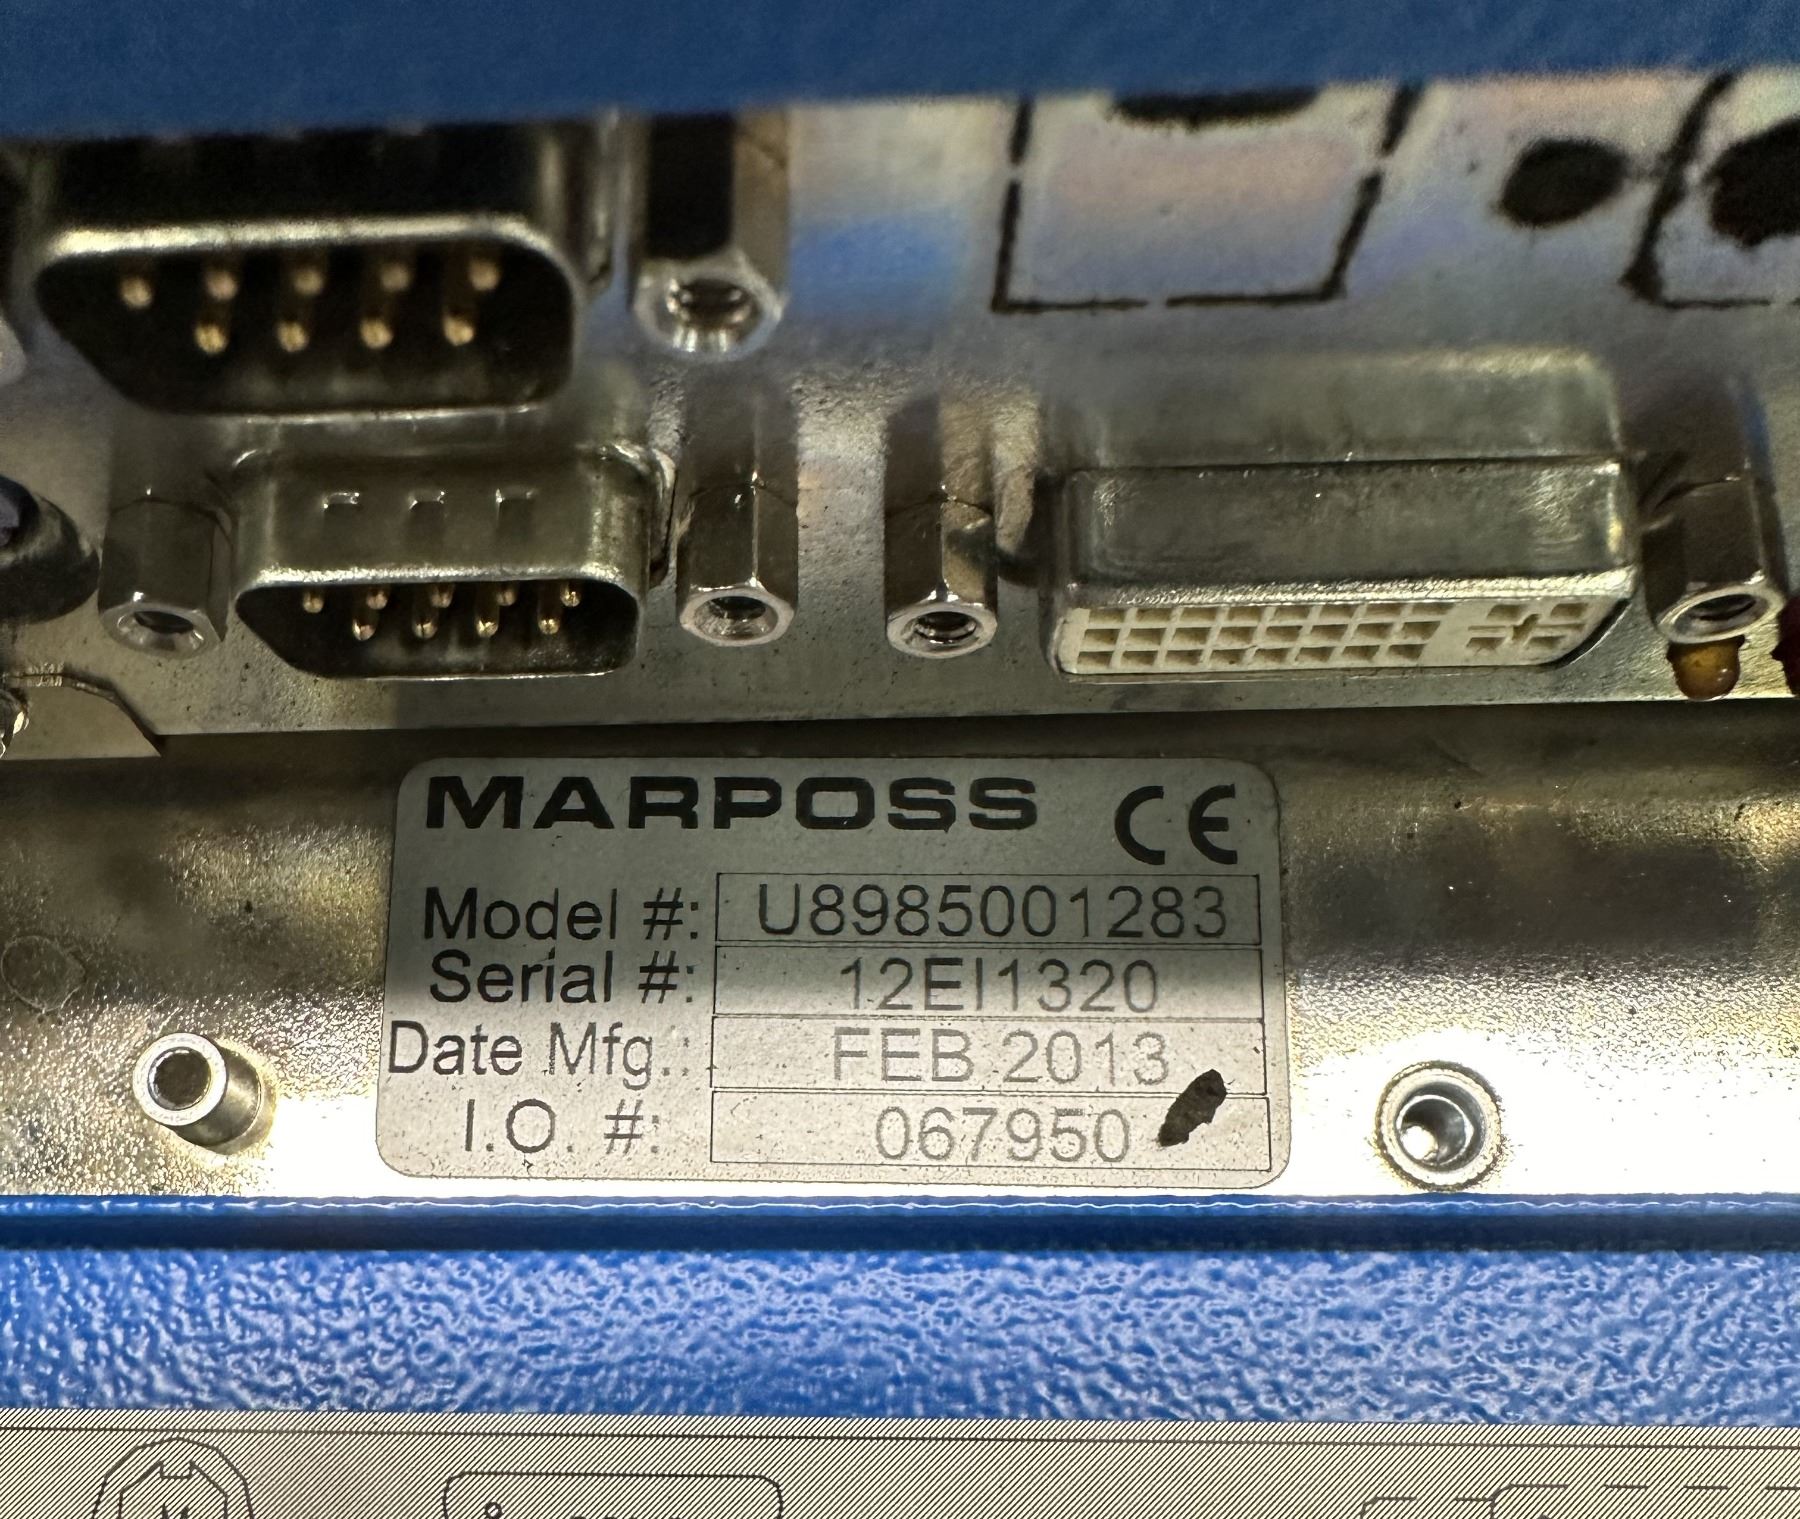 MARPOSS CE
Model #: U8985001283
Serial #: 12EI1320
Date Mfg.: FEB 2013
I.O. #: 067950